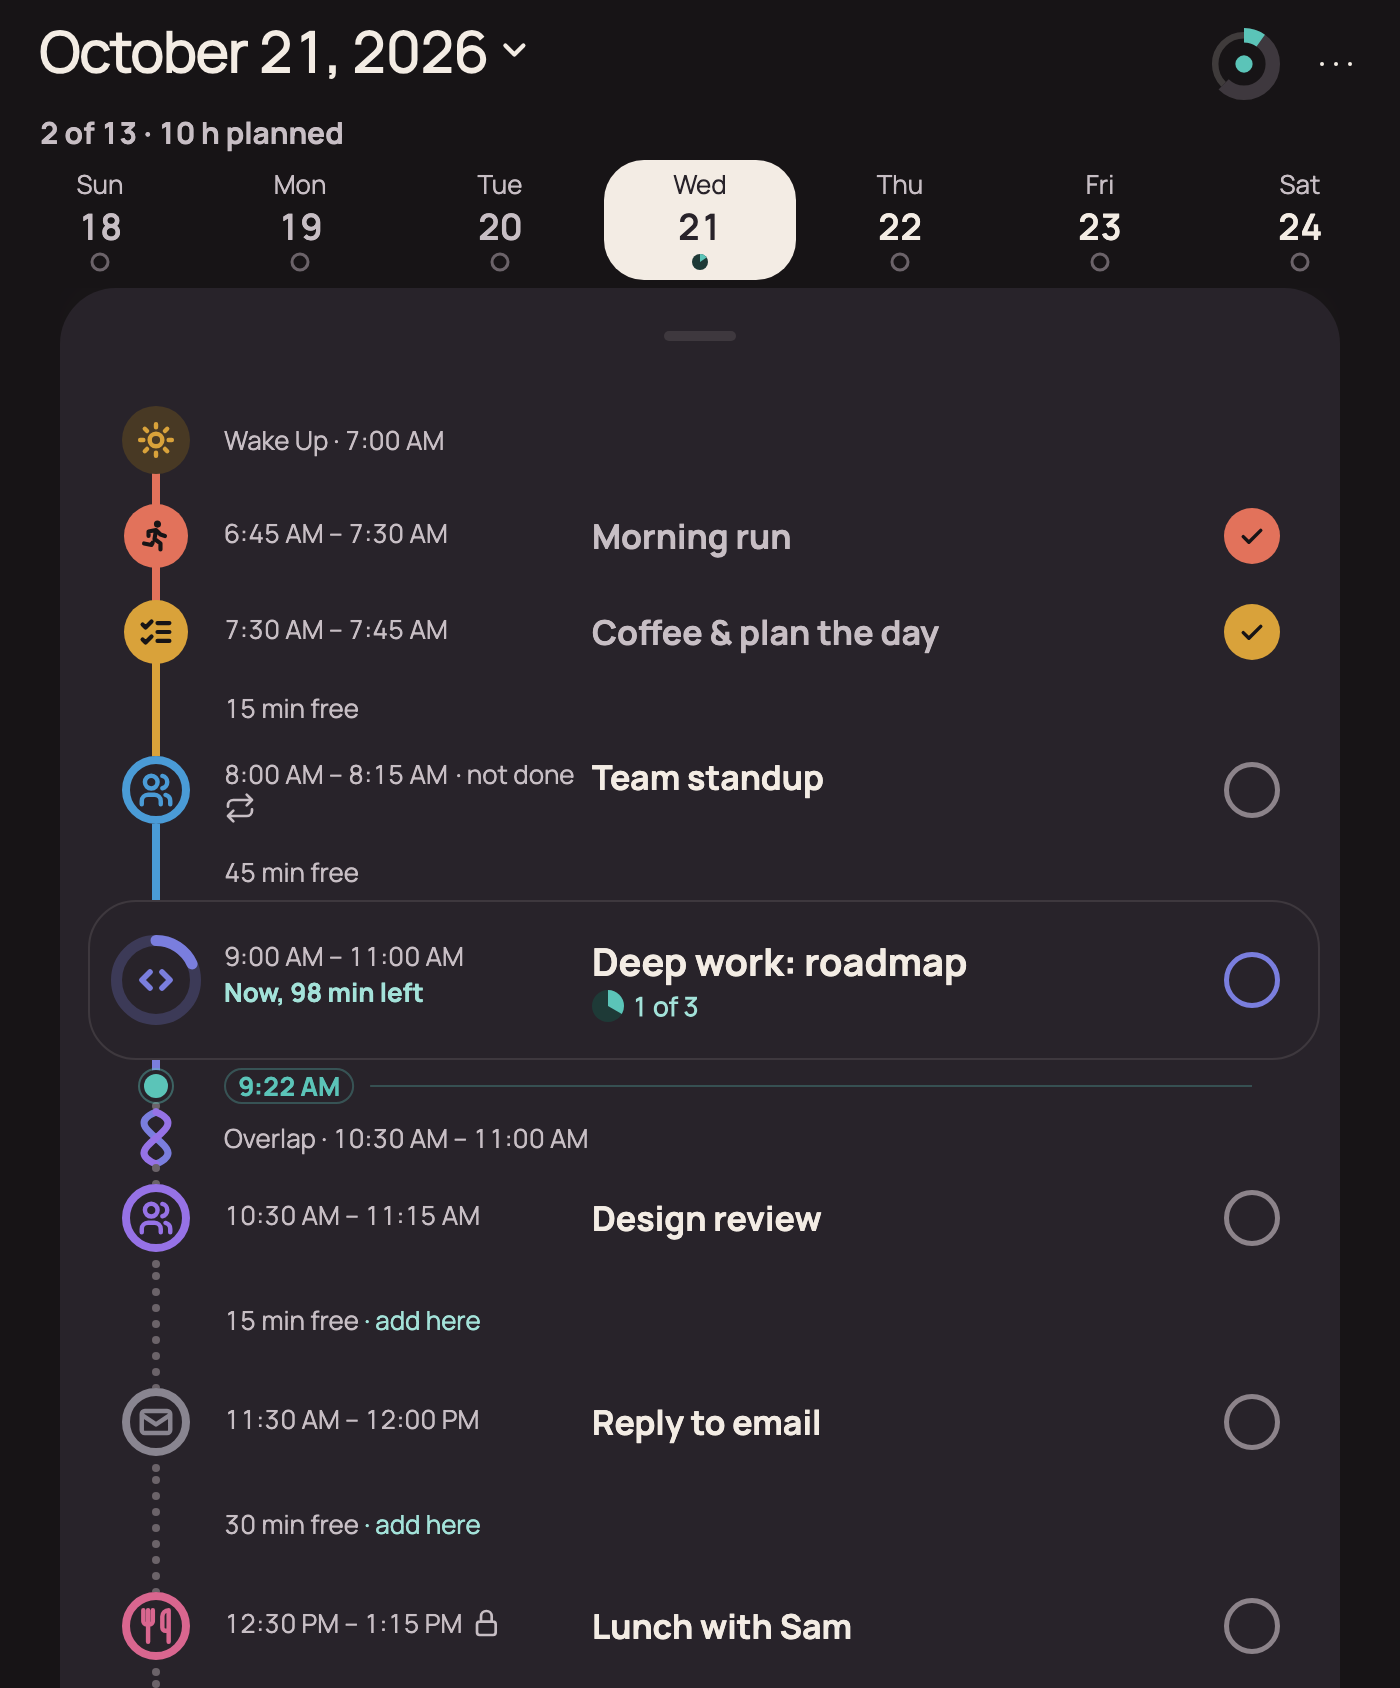 October 21, 2026
...
2 of 13 · 10 h planned
Sun Mon Tue Wed Thu Fri Sat
18 19 20 21 22 23 24
Wake Up · 7:00 AM
6:45 AM – 7:30 AM Morning run
7:30 AM – 7:45 AM Coffee & plan the day
15 min free
8:00 AM – 8:15 AM · not done Team standup
45 min free
9:00 AM – 11:00 AM Deep work: roadmap
Now, 98 min left 1 of 3
9:22 AM
Overlap · 10:30 AM – 11:00 AM
10:30 AM – 11:15 AM Design review
15 min free · add here
11:30 AM – 12:00 PM Reply to email
30 min free · add here
12:30 PM – 1:15 PM Lunch with Sam